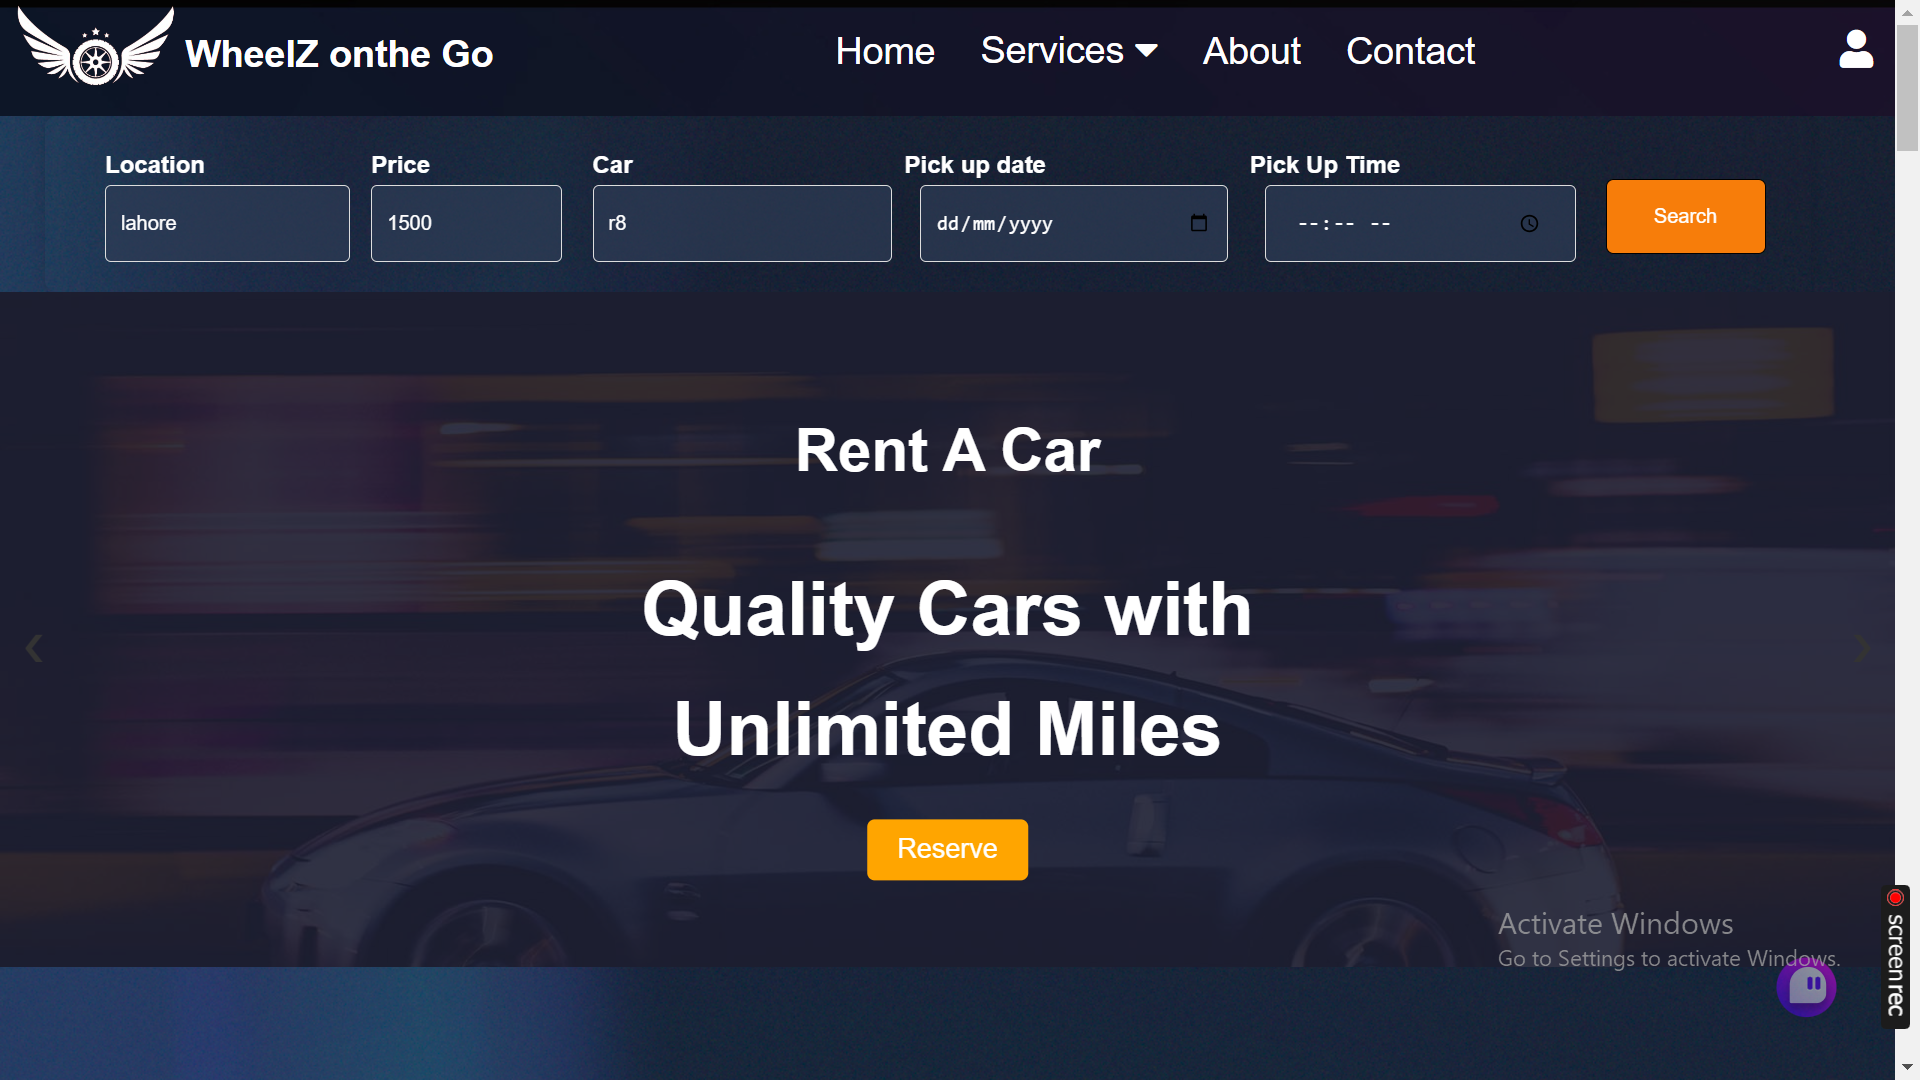 WheelZ onthe Go
Home Services About Contact
Location Price Car Pick up date Pick Up Time
lahore 1500 r8 dd/mm/yyyy --:-- -- Search
Rent A Car
Quality Cars with
Unlimited Miles
Reserve
Activate Windows
Go to Settings to activate Windows.
screenrec